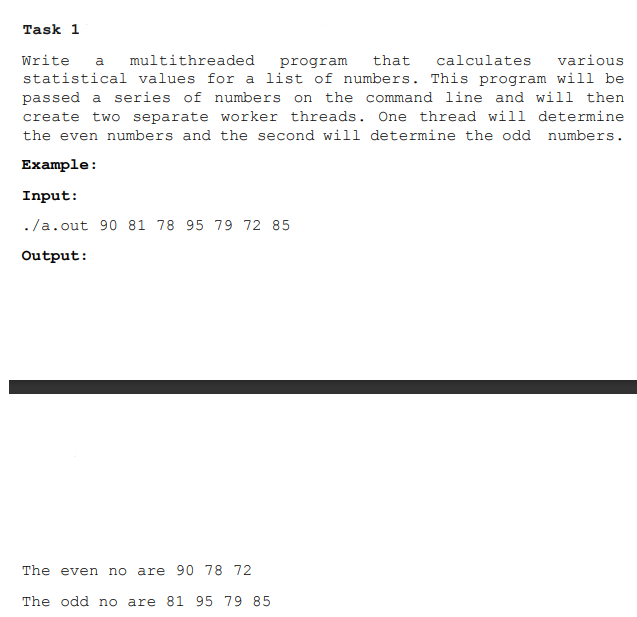 Task 1
Write a multithreaded program that calculates various
statistical values for a list of numbers. This program will be
passed a series of numbers on the command line and will then
create two separate worker threads. One thread will determine
the even numbers and the second will determine the odd numbers.
Example:
Input:
./a.out 90 81 78 95 79 72 85
Output:
The even no are 90 78 72
The odd no are 81 95 79 85